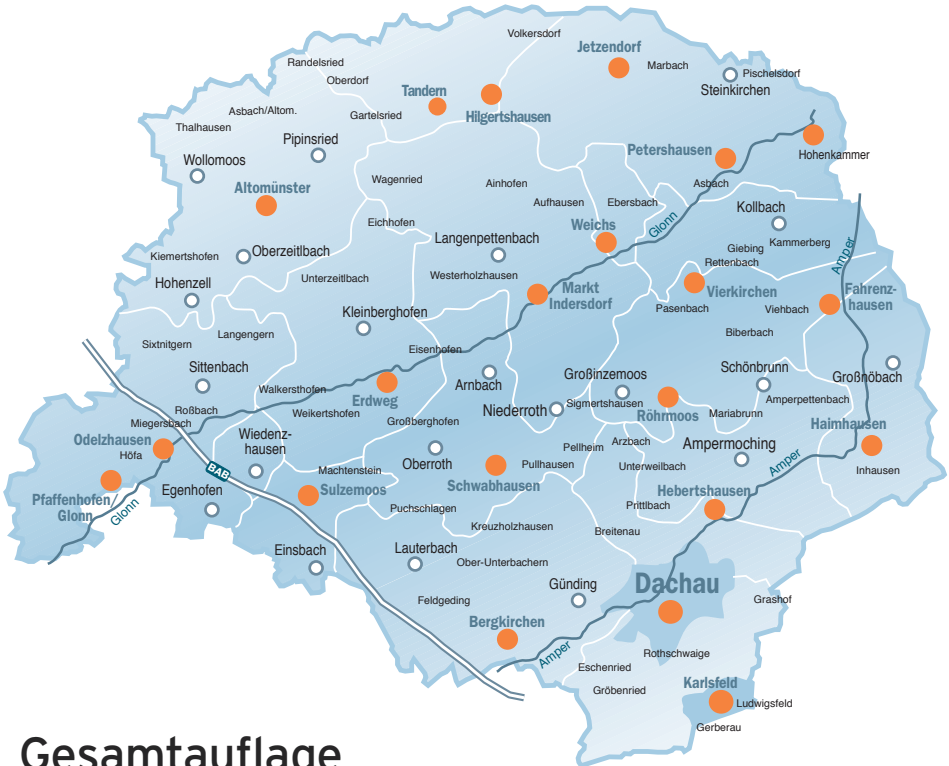 Volkersdorf
Jetzendorf
Randelsried
Marbach
Pischelsdorf
Oberdorf
Steinkirchen
Tandern
Asbach/Altom.
Gartelsried
Hilgertshausen
Thalhausen
Pipinsried
Petershausen
Hohenkammer
Wollomoos
Altomünster
Wagenried
Ainhofen
Asbach
Aufhausen
Ebersbach
Kollbach
Eichhofen
Weichs
Glonn
Langenpettenbach
Kammerberg
Giebing
Amper
Kiemertshofen
Oberzeitlbach
Rettenbach
Hohenzell
Unterzeitlbach
Westerholzhausen
Markt
Indersdorf
Vierkirchen
Fahrenz-
hausen
Kleinberghofen
Pasenbach
Viehbach
Langengern
Biberbach
Sixtnitgern
Eisenhofen
Sittenbach
Arnbach
Großinzemoos
Schönbrunn
Großnöbach
Walkersthofen
Erdweg
Amperpettenbach
Roßbach
Weikertshofen
Niederroth
Sigmertshausen
Röhrmoos
Mariabrunn
Miegersbach
Großberghofen
Haimhausen
Odelzhausen
Wiedenz-
hausen
Arzbach
Ampermoching
Höfa
Pellheim
Oberroth
Pullhausen
Unterweilbach
Amper
Inhausen
BAB
Machtenstein
Schwabhausen
Pfaffenhofen
Glonn
Glonn
Egenhofen
Sulzemoos
Hebertshausen
Puchschlagen
Prittlbach
Kreuzholzhausen
Breitenau
Einsbach
Lauterbach
Ober-Unterbachern
Günding
Dachau
Feldgeding
Grashof
Bergkirchen
Amper
Rothschwaige
Eschenried
Gröbenried
Karlsfeld
Ludwigsfeld
Gerberau
Gesamtauflage